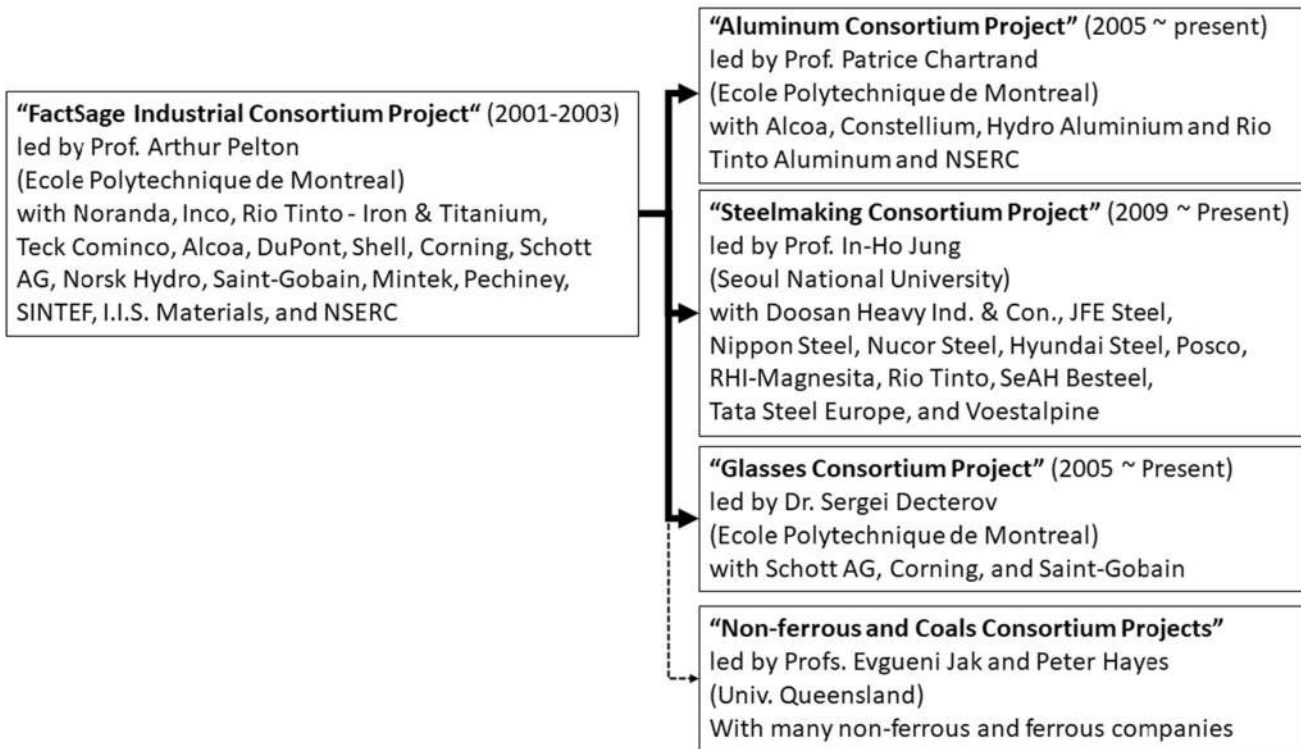 “FactSage Industrial Consortium Project“ (2001-2003)
led by Prof. Arthur Pelton
(Ecole Polytechnique de Montreal)
with Noranda, Inco, Rio Tinto - Iron & Titanium,
Teck Cominco, Alcoa, DuPont, Shell, Corning, Schott
AG, Norsk Hydro, Saint-Gobain, Mintek, Pechiney,
SINTEF, I.I.S. Materials, and NSERC
“Aluminum Consortium Project” (2005 ~ present)
led by Prof. Patrice Chartrand
(Ecole Polytechnique de Montreal)
with Alcoa, Constellium, Hydro Aluminium and Rio
Tinto Aluminum and NSERC
“Steelmaking Consortium Project” (2009 ~ Present)
led by Prof. In-Ho Jung
(Seoul National University)
with Doosan Heavy Ind. & Con., JFE Steel,
Nippon Steel, Nucor Steel, Hyundai Steel, Posco,
RHI-Magnesita, Rio Tinto, SeAH Besteel,
Tata Steel Europe, and Voestalpine
“Glasses Consortium Project” (2005 ~ Present)
led by Dr. Sergei Decterov
(Ecole Polytechnique de Montreal)
with Schott AG, Corning, and Saint-Gobain
“Non-ferrous and Coals Consortium Projects”
led by Profs. Evgueni Jak and Peter Hayes
(Univ. Queensland)
With many non-ferrous and ferrous companies